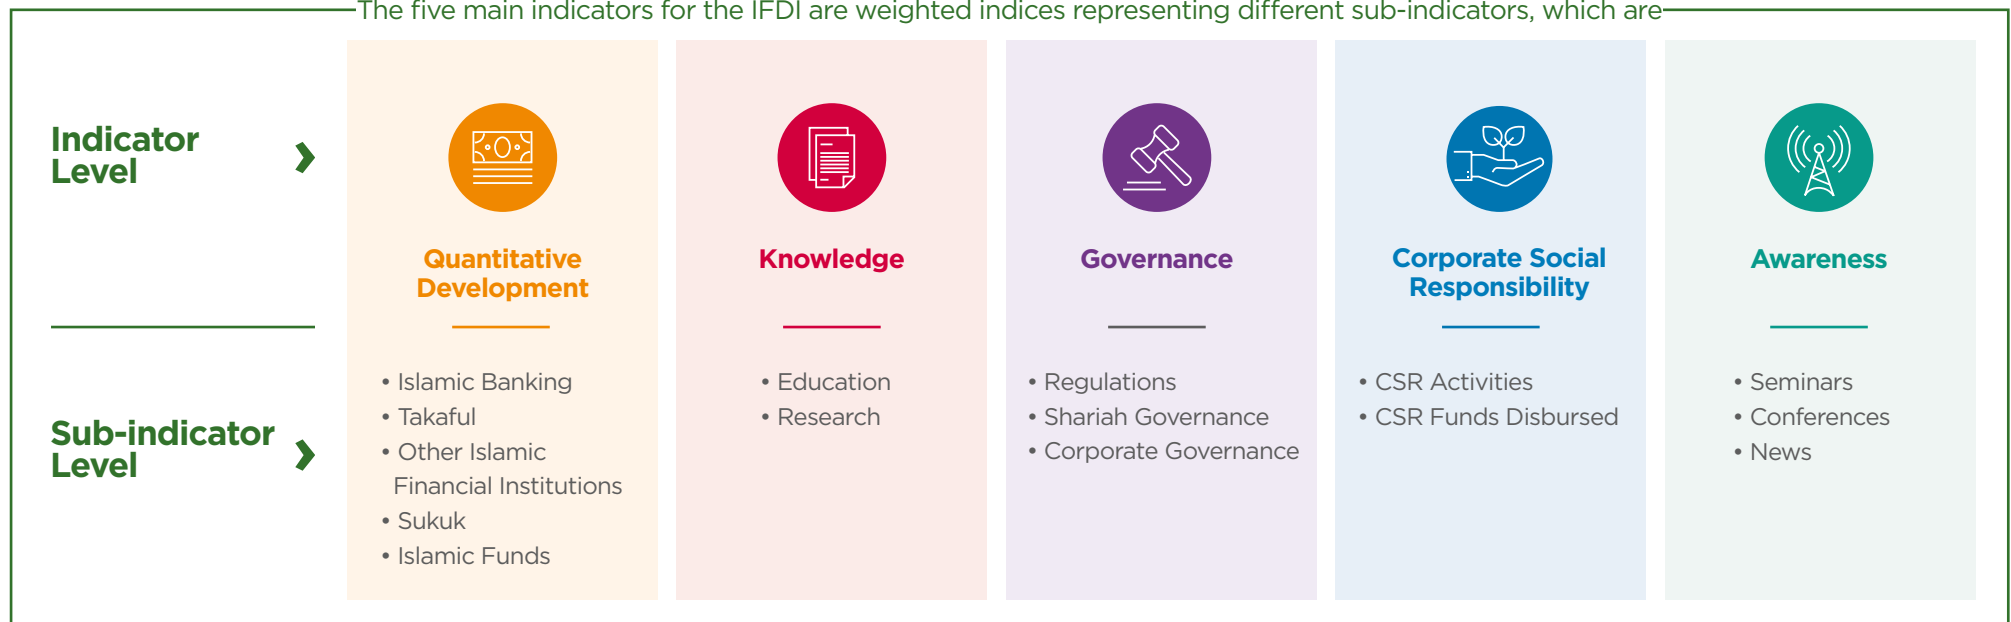 The five main indicators for the IFDI are weighted indices representing different sub-indicators, which are
Indicator
Level
Quantitative
Development
Knowledge
Governance
Corporate Social
Responsibility
Awareness
Sub-indicator
Level
• Islamic Banking
• Takaful
• Other Islamic
Financial Institutions
• Sukuk
• Islamic Funds
• Education
• Research
• Regulations
• Shariah Governance
• Corporate Governance
• CSR Activities
• CSR Funds Disbursed
• Seminars
• Conferences
• News